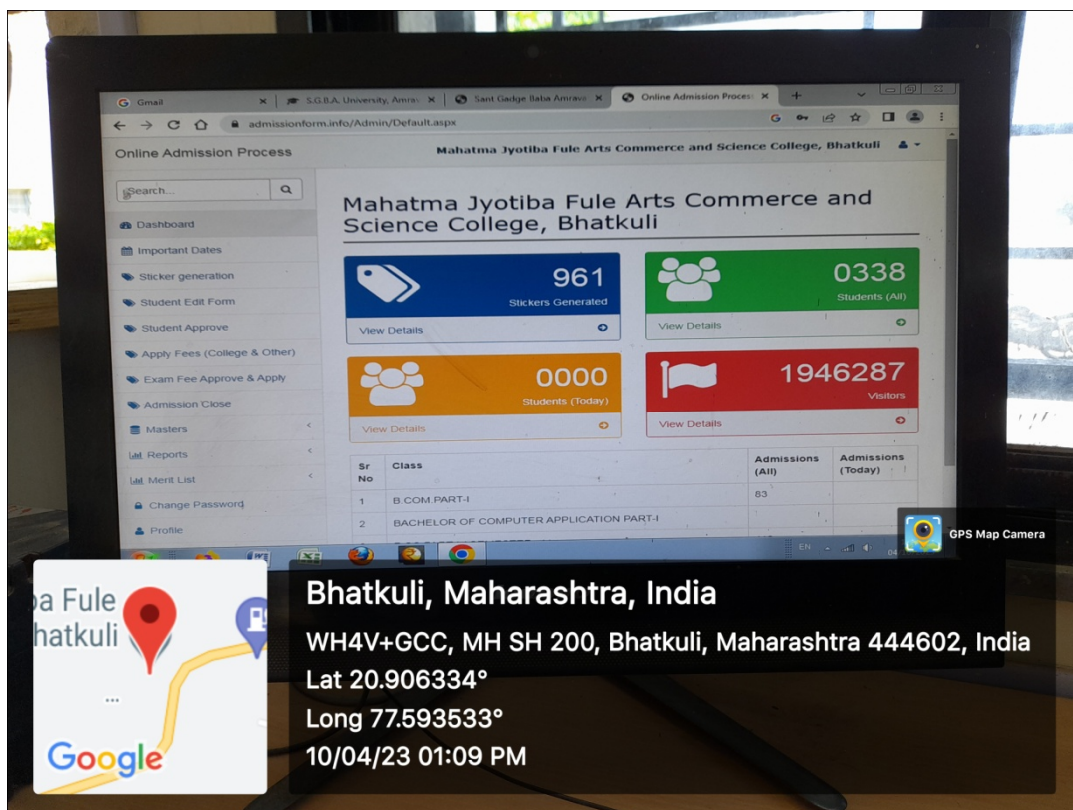 Gmail
S.G.B.A. University, Amrav
Sant Gadge Baba Amrava
Online Admission Proces
admissionform.info/Admin/Default.aspx
Online Admission Process
Mahatma Jyotiba Fule Arts Commerce and Science College, Bhatkuli
Search...
Mahatma Jyotiba Fule Arts Commerce and
Science College, Bhatkuli
Dashboard
Important Dates
Sticker generation
Student Edit Form
Student Approve
Apply Fees (College & Other)
Exam Fee Approve & Apply
Admission Close
Masters
Reports
Merit List
Change Password
Profile
961
Stickers Generated
View Details
0338
Students (All)
View Details
0000
Students (Today)
View Details
1946287
Visitors
View Details
Sr No
Class
Admissions (All)
Admissions (Today)
1
B.COM.PART-I
83
2
BACHELOR OF COMPUTER APPLICATION PART-I
EN
GPS Map Camera
a Fule
hatkuli
Google
Bhatkuli, Maharashtra, India
WH4V+GCC, MH SH 200, Bhatkuli, Maharashtra 444602, India
Lat 20.906334°
Long 77.593533°
10/04/23 01:09 PM